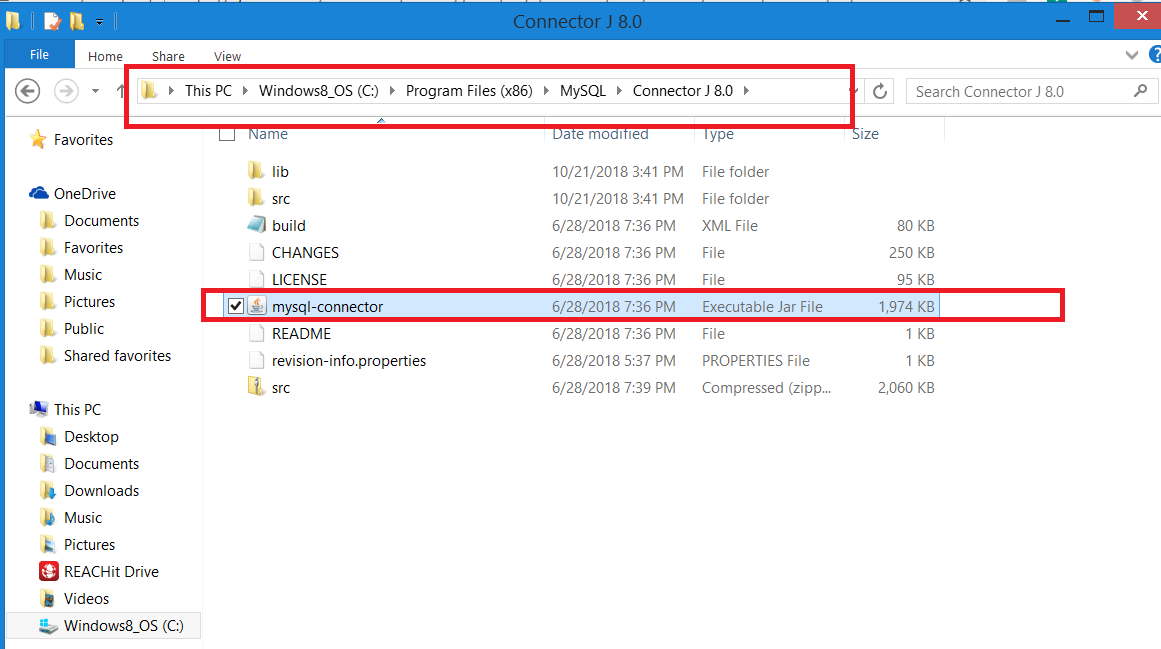 Connector J 8.0
File Home Share View
This PC Windows8_OS (C:) Program Files (x86) MySQL Connector J 8.0 Search Connector J 8.0
Name Date modified Type Size
lib 10/21/2018 3:41 PM File folder
src 10/21/2018 3:41 PM File folder
build 6/28/2018 7:36 PM XML File 80 KB
CHANGES 6/28/2018 7:36 PM File 250 KB
LICENSE 6/28/2018 7:36 PM File 95 KB
mysql-connector 6/28/2018 7:36 PM Executable Jar File 1,974 KB
README 6/28/2018 7:36 PM File 1 KB
revision-info.properties 6/28/2018 5:37 PM PROPERTIES File 1 KB
src 6/28/2018 7:39 PM Compressed (zipp... 2,060 KB
Favorites
OneDrive
Documents
Favorites
Music
Pictures
Public
Shared favorites
This PC
Desktop
Documents
Downloads
Music
Pictures
REACHit Drive
Videos
Windows8_OS (C:)